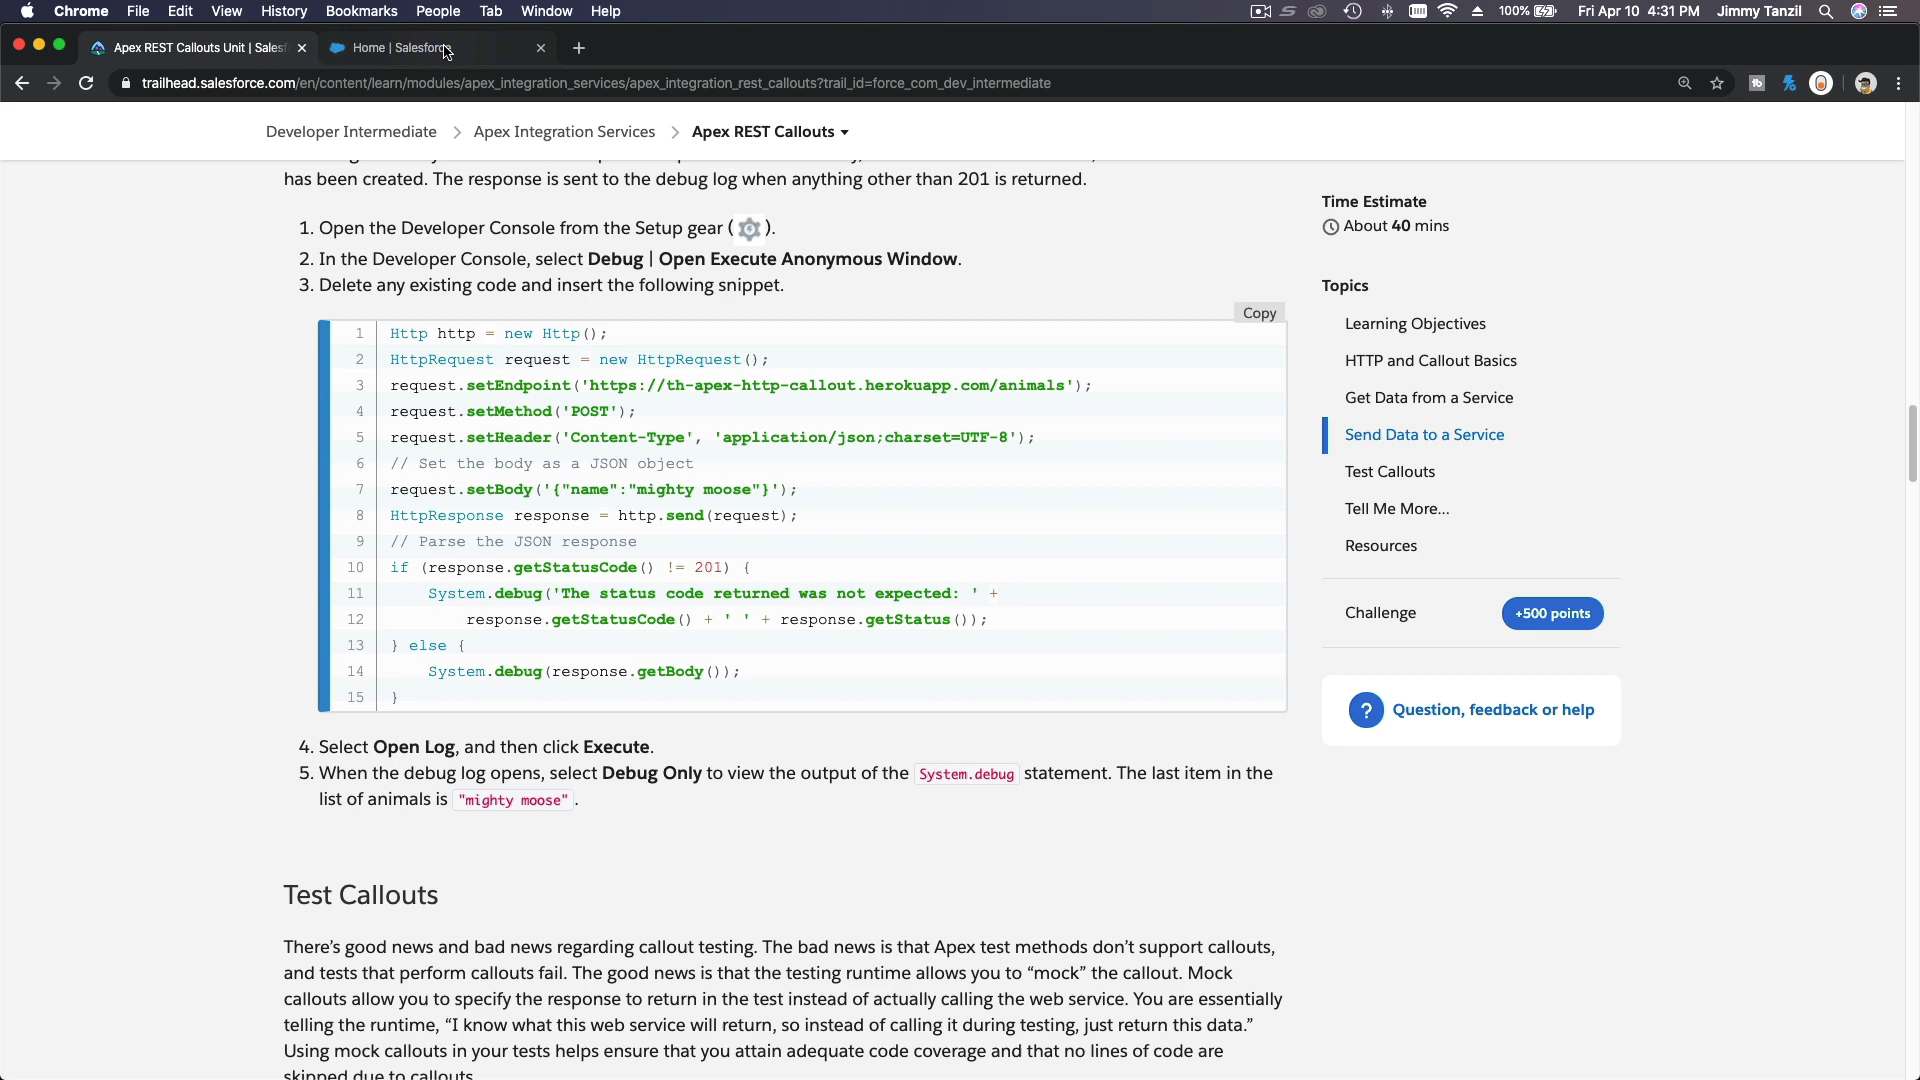 Chrome File Edit View History Bookmarks People Tab Window Help 100% Fri Apr 10 4:31 PM Jimmy Tanzil
Apex REST Callouts Unit | Salesf Home | Salesforce
trailhead.salesforce.com/en/content/learn/modules/apex_integration_services/apex_integration_rest_callouts?trail_id=force_com_dev_intermediate
Developer Intermediate > Apex Integration Services > Apex REST Callouts
has been created. The response is sent to the debug log when anything other than 201 is returned.
1. Open the Developer Console from the Setup gear ( ).
2. In the Developer Console, select Debug | Open Execute Anonymous Window.
3. Delete any existing code and insert the following snippet.
Copy
1 Http http = new Http();
2 HttpRequest request = new HttpRequest();
3 request.setEndpoint('https://th-apex-http-callout.herokuapp.com/animals');
4 request.setMethod('POST');
5 request.setHeader('Content-Type', 'application/json;charset=UTF-8');
6 // Set the body as a JSON object
7 request.setBody('{"name":"mighty moose"}');
8 HttpResponse response = http.send(request);
9 // Parse the JSON response
10 if (response.getStatusCode() != 201) {
11 System.debug('The status code returned was not expected: ' +
12 response.getStatusCode() + ' ' + response.getStatus());
13 } else {
14 System.debug(response.getBody());
15 }
4. Select Open Log, and then click Execute.
5. When the debug log opens, select Debug Only to view the output of the System.debug statement. The last item in the
list of animals is "mighty moose".
Test Callouts
There's good news and bad news regarding callout testing. The bad news is that Apex test methods don't support callouts,
and tests that perform callouts fail. The good news is that the testing runtime allows you to “mock” the callout. Mock
callouts allow you to specify the response to return in the test instead of actually calling the web service. You are essentially
telling the runtime, “I know what this web service will return, so instead of calling it during testing, just return this data.”
Using mock callouts in your tests helps ensure that you attain adequate code coverage and that no lines of code are
skipped due to callouts.
Time Estimate
About 40 mins
Topics
Learning Objectives
HTTP and Callout Basics
Get Data from a Service
Send Data to a Service
Test Callouts
Tell Me More...
Resources
Challenge +500 points
? Question, feedback or help